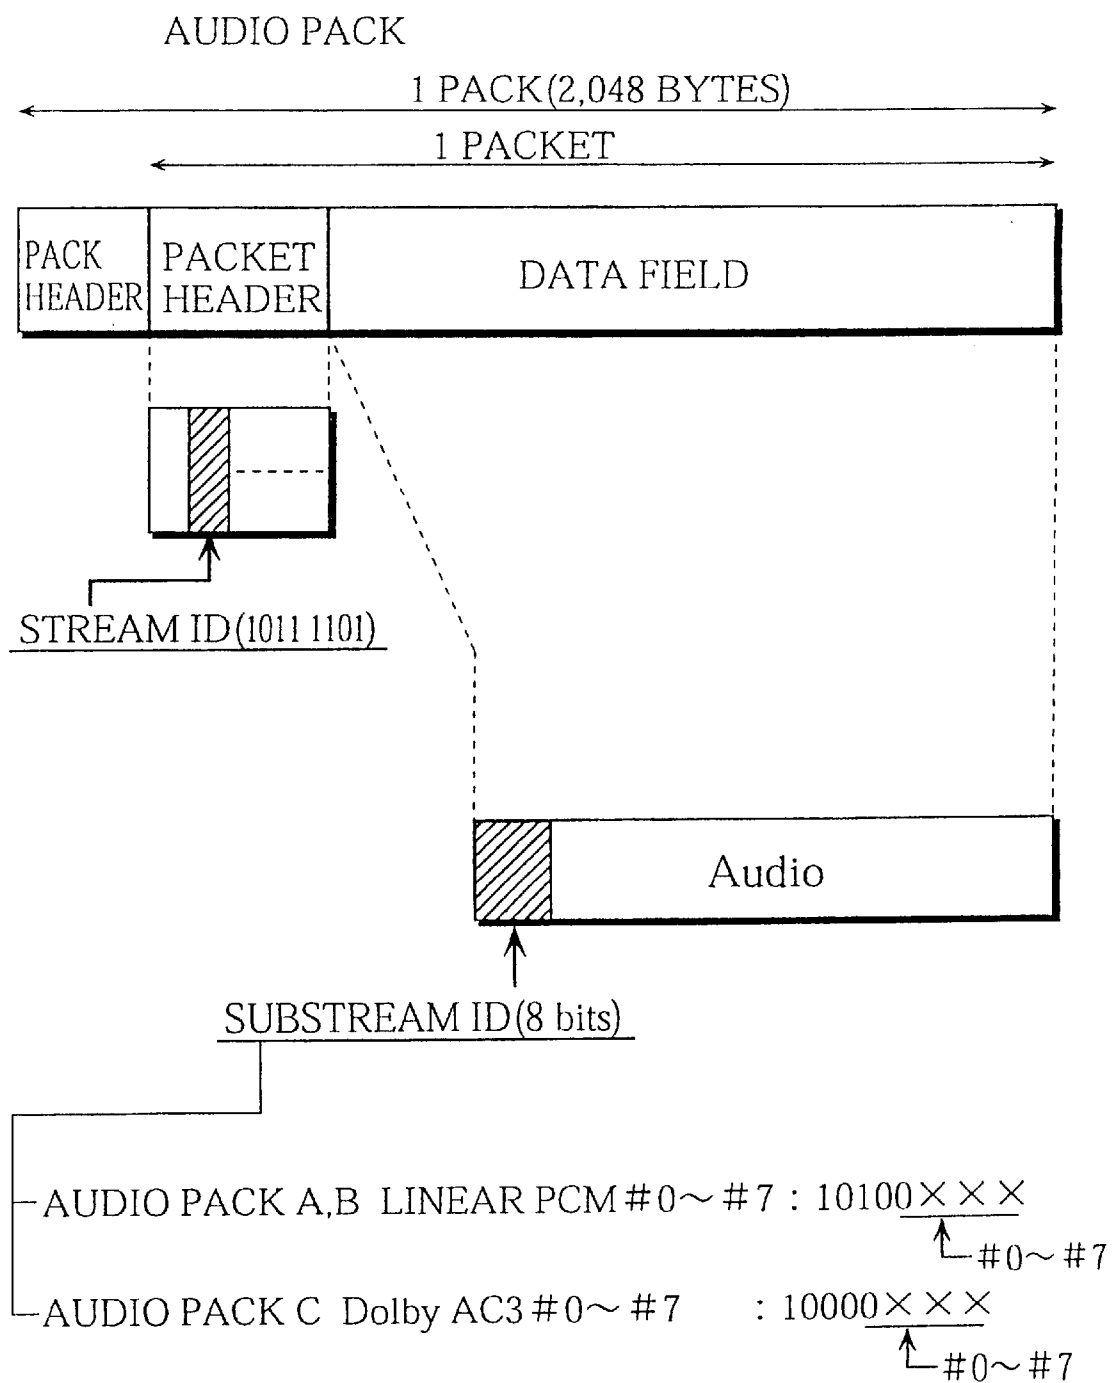 AUDIO PACK
1 PACK(2,048 BYTES)
1 PACKET
PACK HEADER
PACKET HEADER
DATA FIELD
STREAM ID(1011 1101)
Audio
SUBSTREAM ID(8 bits)
AUDIO PACK A,B LINEAR PCM #0～#7 : 10100×××
#0～#7
AUDIO PACK C Dolby AC3 #0～#7 : 10000×××
#0～#7